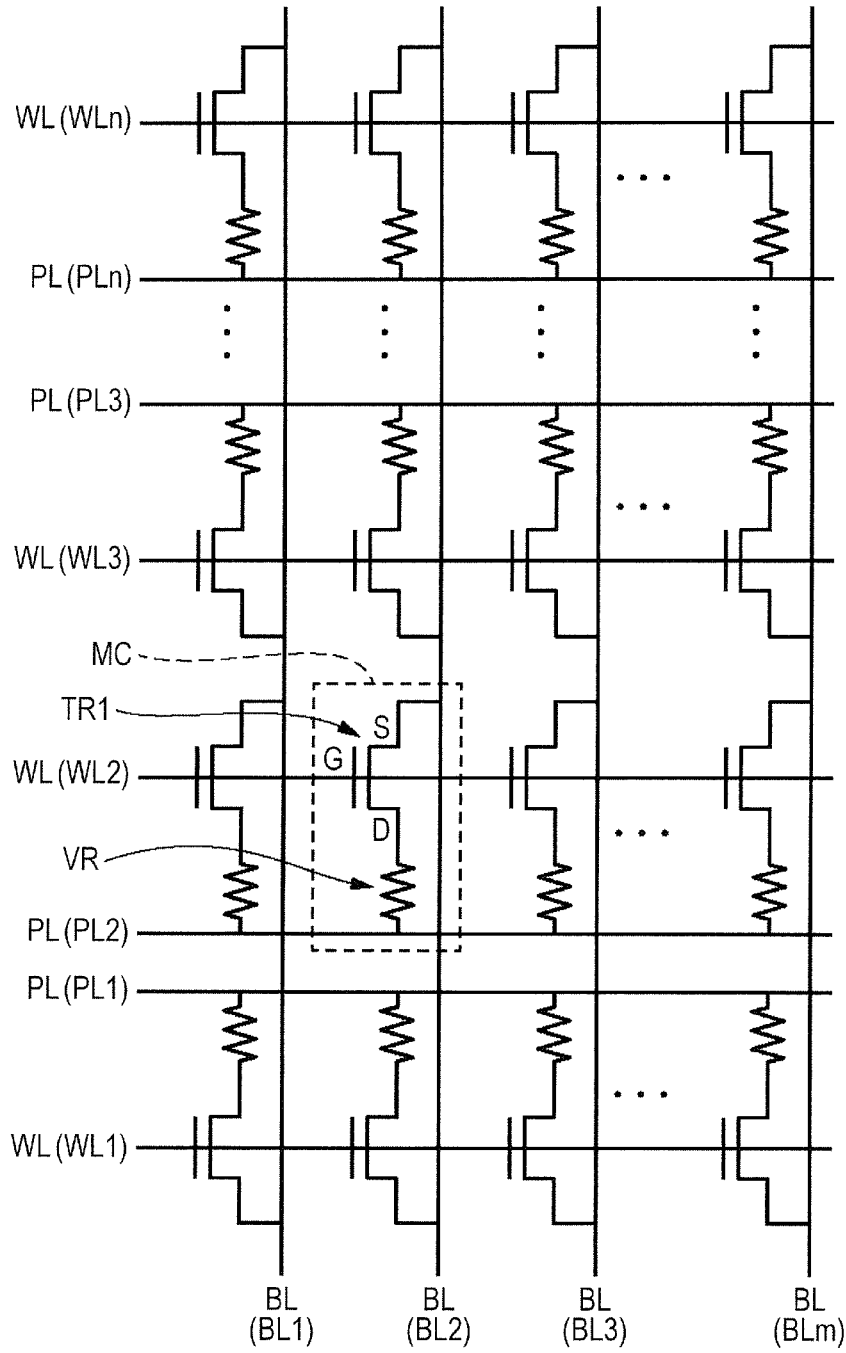 WL (WLn)
PL (PLn)
PL (PL3)
WL (WL3)
MC
TR1
S
G
WL (WL2)
D
VR
PL (PL2)
PL (PL1)
WL (WL1)
BL BL BL BL
(BL1) (BL2) (BL3) (BLm)